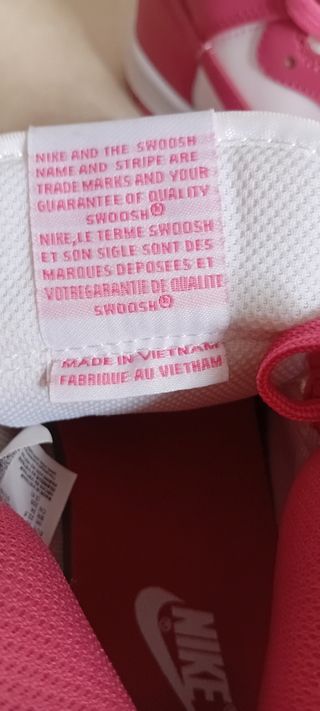 NIKE AND THE SWOOSH
NAME AND STRIPE ARE
TRADE MARKS AND YOUR
GUARANTEE OF QUALITY
SWOOSH®
NIKE,LE TERME SWOOSH
ET SON SIGLE SONT DES
MARQUES DEPOSEES ET
VOTREGARANTIE DE QUALITE
SWOOSH®
MADE IN VIETNAM
FABRIQUE AU VIETHAM
NIKE®